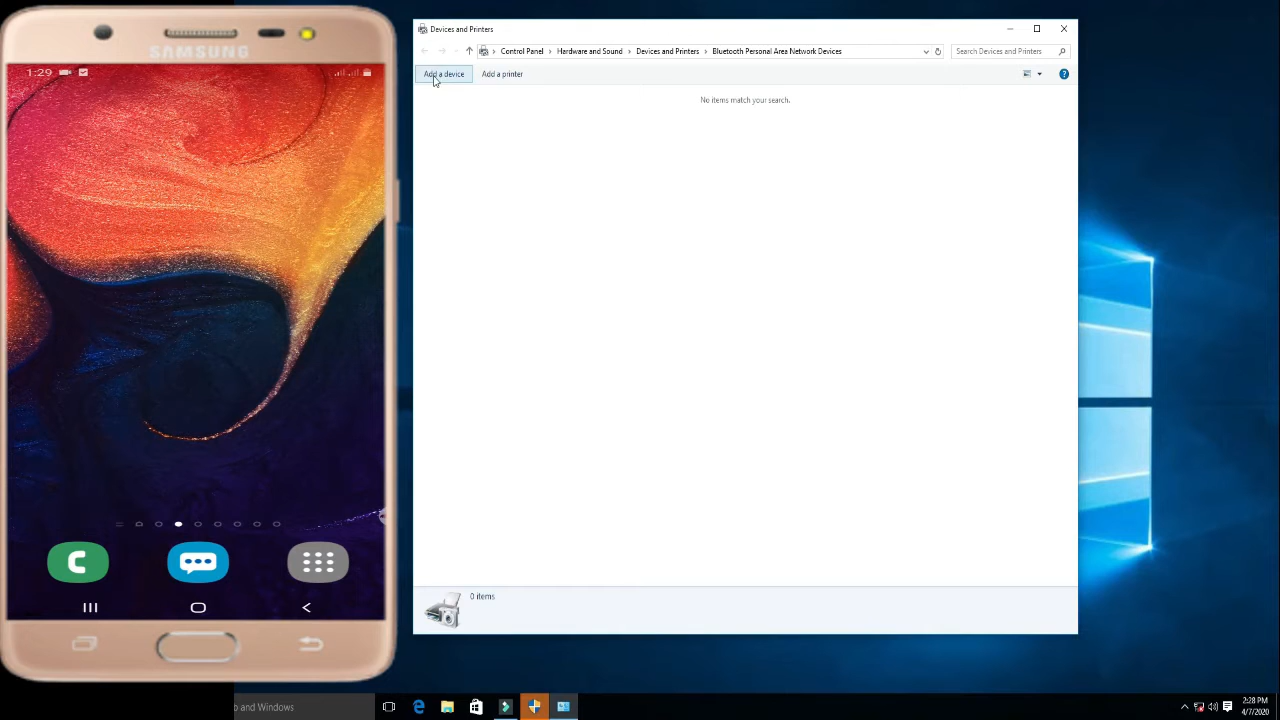 SAMSUNG
1:29
Devices and Printers
Control Panel > Hardware and Sound > Devices and Printers > Bluetooth Personal Area Network Devices
Search Devices and Printers
Add a device
Add a printer
No items match your search.
0 items
and Windows
2:28 PM
4/7/2020